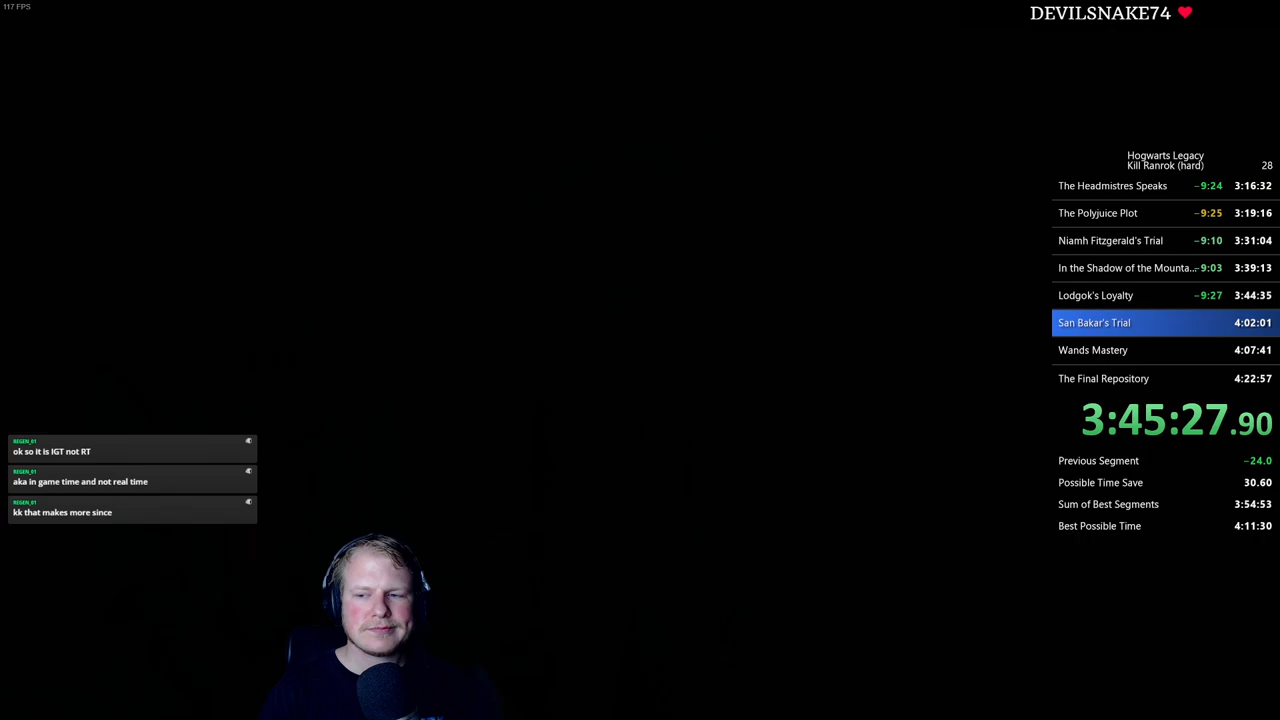 117 FPS
DEVILSNAKE74 ❤
Hogwarts Legacy
Kill Ranrok (hard) 28
The Headmistres Speaks −9:24 3:16:32
The Polyjuice Plot −9:25 3:19:16
Niamh Fitzgerald's Trial −9:10 3:31:04
In the Shadow of the Mounta... −9:03 3:39:13
Lodgok's Loyalty −9:27 3:44:35
San Bakar's Trial 4:02:01
Wands Mastery 4:07:41
The Final Repository 4:22:57
3:45:27.90
Previous Segment −24.0
Possible Time Save 30.60
Sum of Best Segments 3:54:53
Best Possible Time 4:11:30
REGEN_01
ok so it is IGT not RT
REGEN_01
aka in game time and not real time
REGEN_01
kk that makes more since